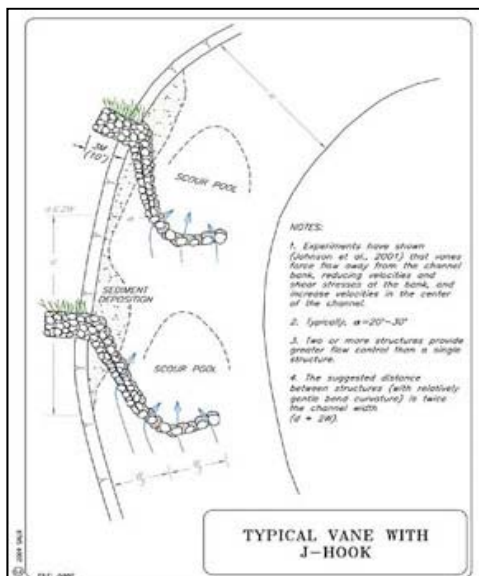 3M
(10')
SCOUR POOL
SEDIMENT
DEPOSITION
SCOUR POOL
NOTES:
1. Experiments have shown
(Johnson et al., 2001) that vanes
force flow away from the channel
bank, reducing velocities and
shear stresses at the bank, and
increase velocities in the center
of the channel.
2. Typically, α=20°-30°
3. Two or more structures provide
greater flow control than a single
structure.
4. The suggested distance
between structures (with relatively
gentle bend curvature) is twice
the channel width
(d = 2W).
TYPICAL VANE WITH
J-HOOK